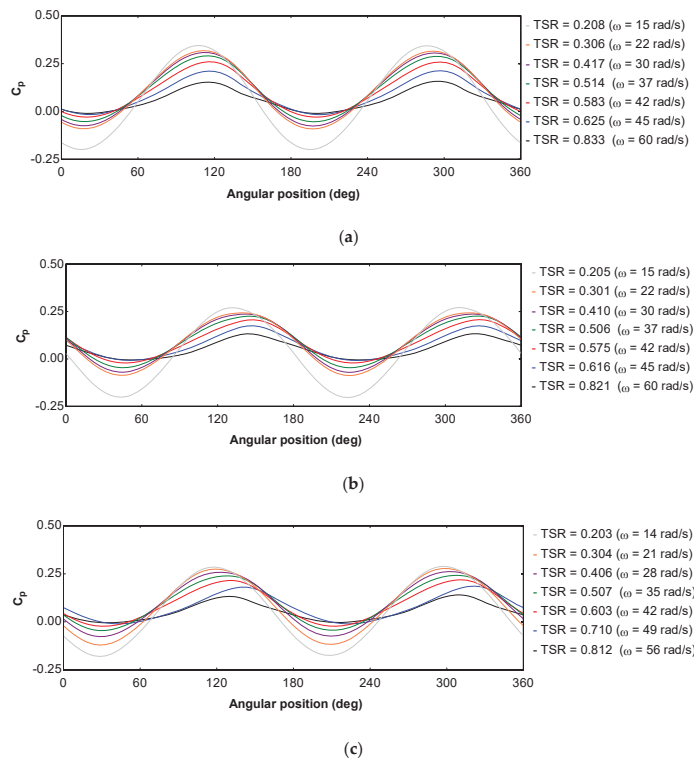 0.50
0.25
0.00
-0.25
Cp
0
60
120
180
240
300
360
Angular position (deg)
TSR = 0.208 (ω = 15 rad/s)
TSR = 0.306 (ω = 22 rad/s)
TSR = 0.417 (ω = 30 rad/s)
TSR = 0.514 (ω = 37 rad/s)
TSR = 0.583 (ω = 42 rad/s)
TSR = 0.625 (ω = 45 rad/s)
TSR = 0.833 (ω = 60 rad/s)
(a)
0.50
0.25
0.00
-0.25
Cp
0
60
120
180
240
300
360
Angular position (deg)
TSR = 0.205 (ω = 15 rad/s)
TSR = 0.301 (ω = 22 rad/s)
TSR = 0.410 (ω = 30 rad/s)
TSR = 0.506 (ω = 37 rad/s)
TSR = 0.575 (ω = 42 rad/s)
TSR = 0.616 (ω = 45 rad/s)
TSR = 0.821 (ω = 60 rad/s)
(b)
0.50
0.25
0.00
-0.25
Cp
0
60
120
180
240
300
360
Angular position (deg)
TSR = 0.203 (ω = 14 rad/s)
TSR = 0.304 (ω = 21 rad/s)
TSR = 0.406 (ω = 28 rad/s)
TSR = 0.507 (ω = 35 rad/s)
TSR = 0.603 (ω = 42 rad/s)
TSR = 0.710 (ω = 49 rad/s)
TSR = 0.812 (ω = 56 rad/s)
(c)